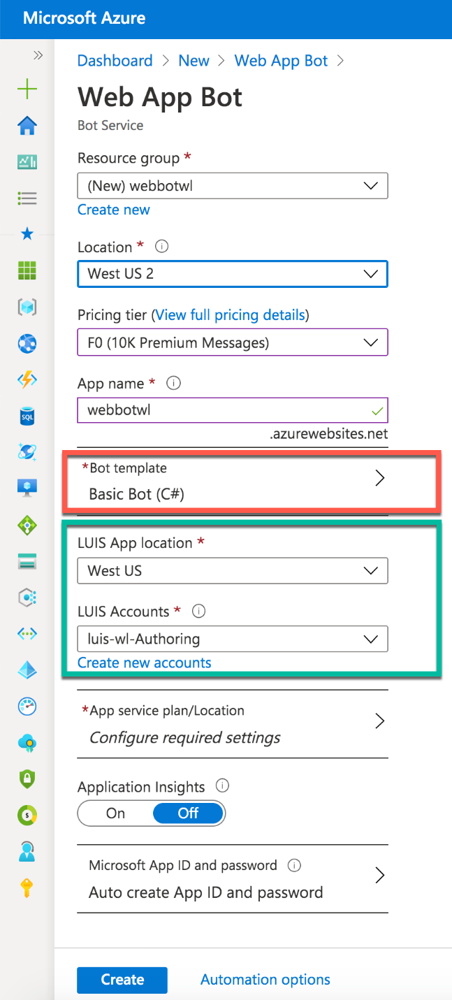 Microsoft Azure
Dashboard > New > Web App Bot >
Web App Bot
Bot Service
Resource group *
(New) webbotwl
Create new
Location *
West US 2
Pricing tier (View full pricing details)
F0 (10K Premium Messages)
App name *
webbotwl
.azurewebsites.net
*Bot template
Basic Bot (C#)
LUIS App location *
West US
LUIS Accounts *
luis-wl-Authoring
Create new accounts
*App service plan/Location
Configure required settings
Application Insights
On Off
Microsoft App ID and password
Auto create App ID and password
Create Automation options
SQL